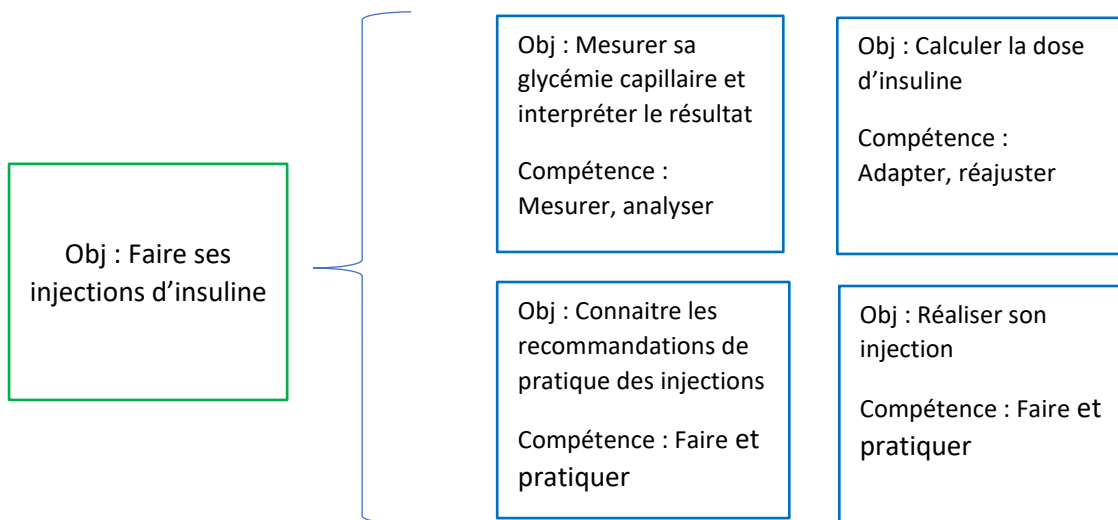 Obj : Faire ses
injections d’insuline
Obj : Mesurer sa
glycémie capillaire et
interpréter le résultat
Compétence :
Mesurer, analyser
Obj : Calculer la dose
d’insuline
Compétence :
Adapter, réajuster
Obj : Connaitre les
recommandations de
pratique des injections
Compétence : Faire et
pratiquer
Obj : Réaliser son
injection
Compétence : Faire et
pratiquer